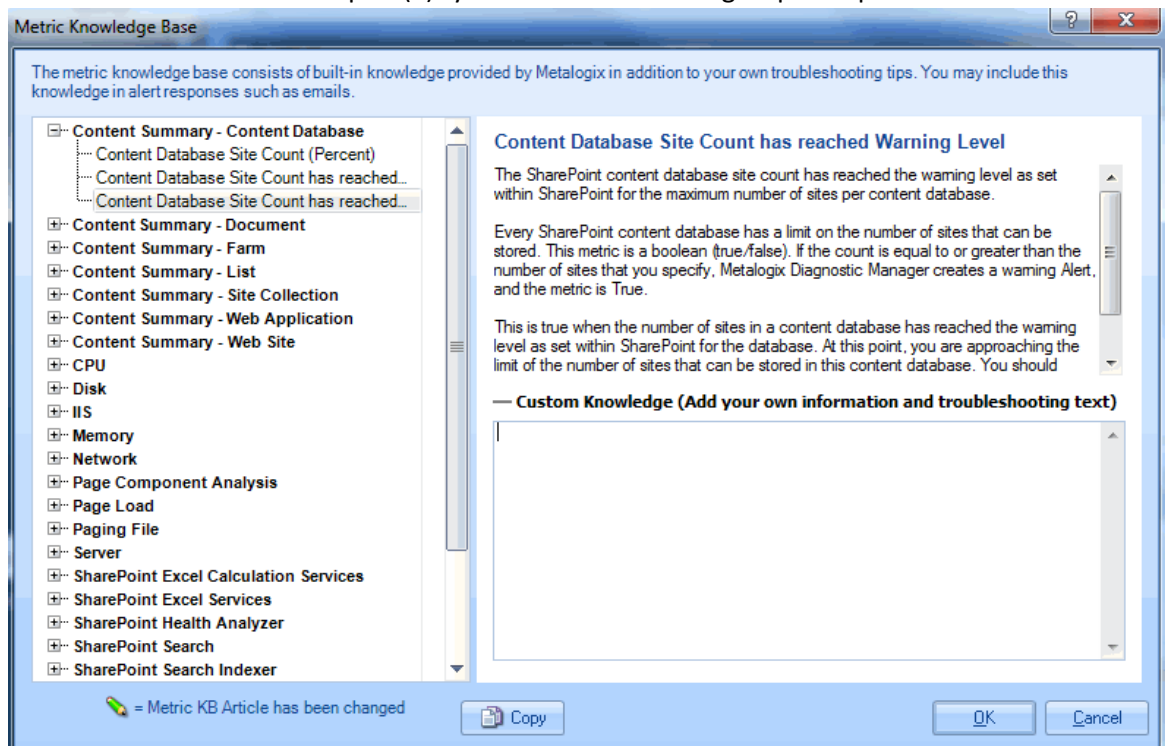 Metric Knowledge Base
The metric knowledge base consists of built-in knowledge provided by Metalogix in addition to your own troubleshooting tips. You may include this
knowledge in alert responses such as emails.
Content Summary - Content Database
Content Database Site Count (Percent)
Content Database Site Count has reached...
Content Database Site Count has reached...
Content Summary - Document
Content Summary - Farm
Content Summary - List
Content Summary - Site Collection
Content Summary - Web Application
Content Summary - Web Site
CPU
Disk
IIS
Memory
Network
Page Component Analysis
Page Load
Paging File
Server
SharePoint Excel Calculation Services
SharePoint Excel Services
SharePoint Health Analyzer
SharePoint Search
SharePoint Search Indexer
Content Database Site Count has reached Warning Level
The SharePoint content database site count has reached the warning level as set
within SharePoint for the maximum number of sites per content database.
Every SharePoint content database has a limit on the number of sites that can be
stored. This metric is a boolean (true/false). If the count is equal to or greater than the
number of sites that you specify, Metalogix Diagnostic Manager creates a warning Alert,
and the metric is True.
This is true when the number of sites in a content database has reached the warning
level as set within SharePoint for the database. At this point, you are approaching the
limit of the number of sites that can be stored in this content database. You should
Custom Knowledge (Add your own information and troubleshooting text)
= Metric KB Article has been changed
Copy
OK
Cancel